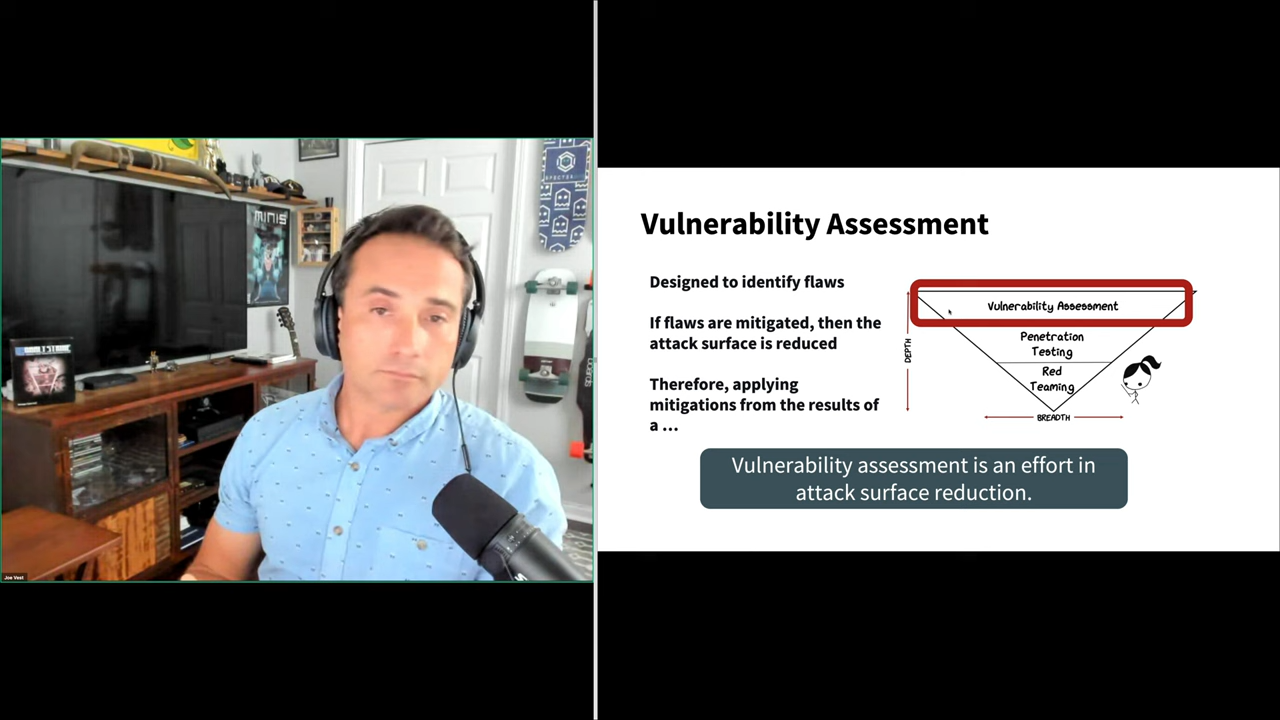 MINIS
SPECTER
Joe Vest
Vulnerability Assessment
Designed to identify flaws
If flaws are mitigated, then the
attack surface is reduced
Therefore, applying
mitigations from the results of
a ...
Vulnerability Assessment
Penetration
Testing
Red
Teaming
DEPTH
BREADTH
Vulnerability assessment is an effort in
attack surface reduction.